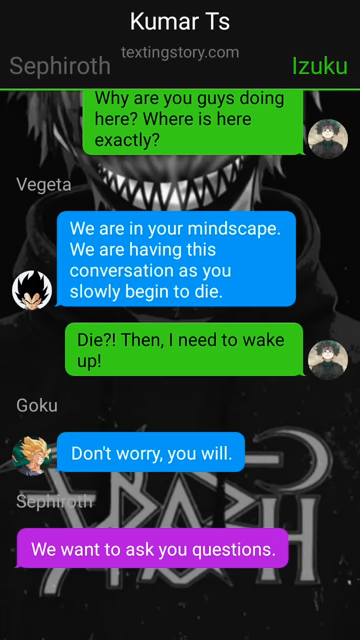 Kumar Ts
textingstory.com
Sephiroth
Izuku
Why are you guys doing
here? Where is here
exactly?
Vegeta
We are in your mindscape.
We are having this
conversation as you
slowly begin to die.
Die?! Then, I need to wake
up!
Goku
Don't worry, you will.
Sephiroth
We want to ask you questions.